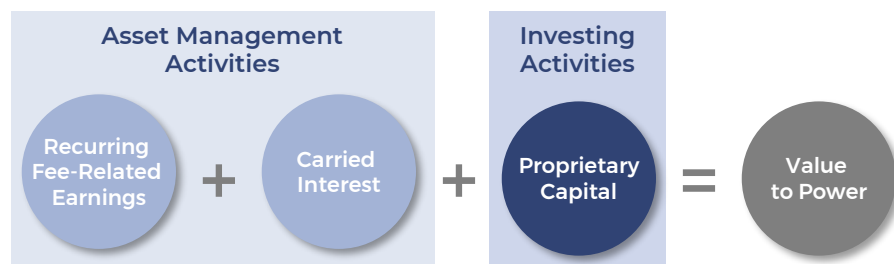 Asset Management
Activities
Investing
Activities
Recurring
Fee-Related
Earnings
+
Carried
Interest
+
Proprietary
Capital
=
Value
to Power